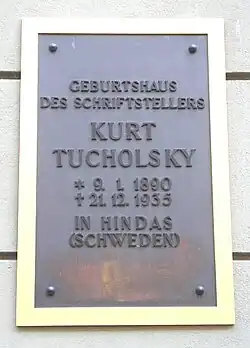 GEBURTSHAUS
DES SCHRIFTSTELLERS
KURT
TUCHOLSKY
* 9. 1. 1890
† 21. 12. 1935
IN HINDAS
(SCHWEDEN)